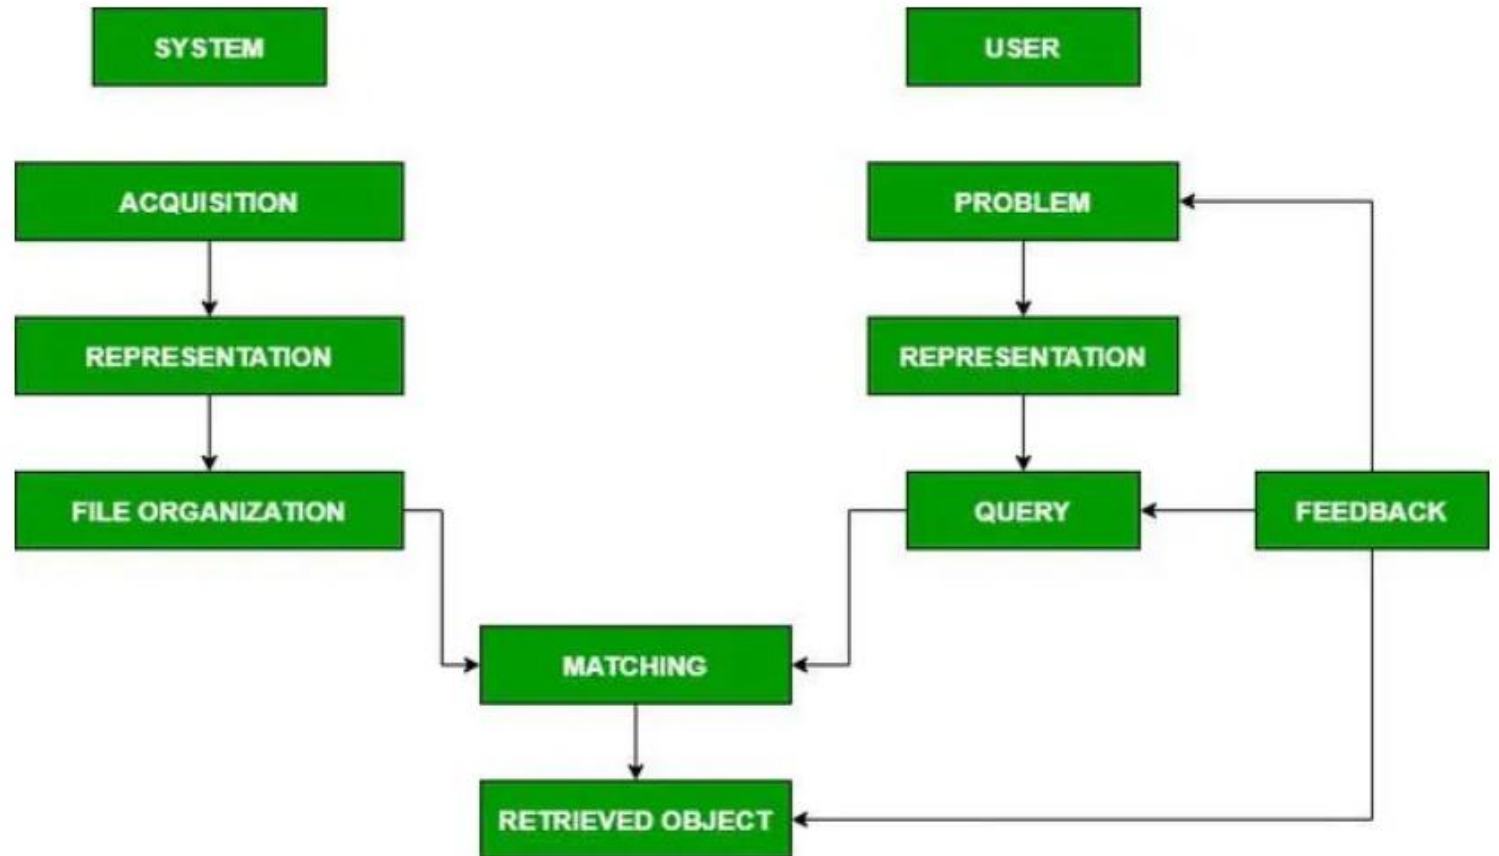 SYSTEM
USER
ACQUISITION
PROBLEM
REPRESENTATION
REPRESENTATION
FILE ORGANIZATION
QUERY
FEEDBACK
MATCHING
RETRIEVED OBJECT